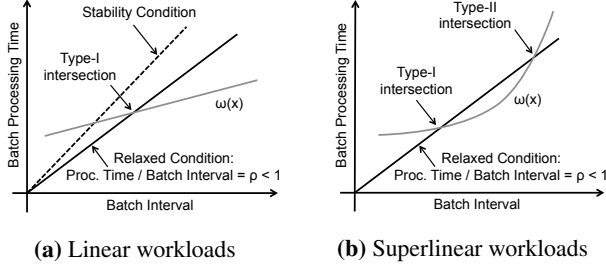 Stability Condition
Type-I
intersection
ω(x)
Relaxed Condition:
Proc. Time / Batch Interval = ρ < 1
Batch Processing Time
Batch Interval
(a) Linear workloads
Type-II
intersection
Type-I
intersection
ω(x)
Relaxed Condition:
Proc. Time / Batch Interval = ρ < 1
Batch Processing Time
Batch Interval
(b) Superlinear workloads